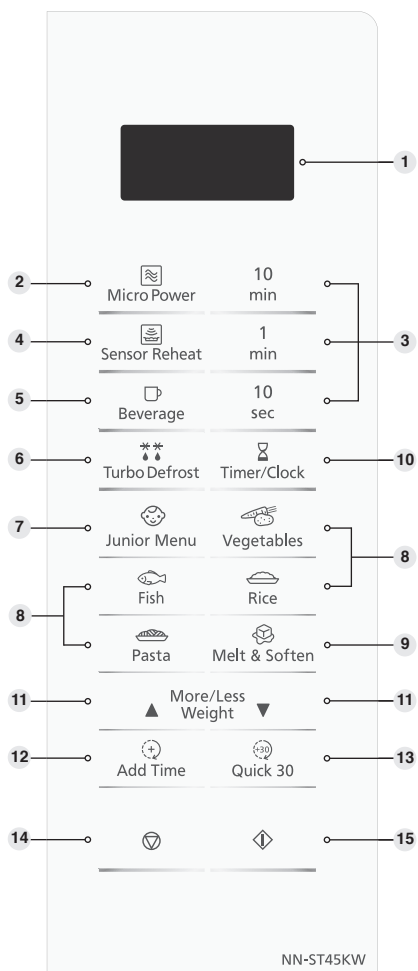 1
2
Micro Power
10
min
4
Sensor Reheat
1
min
3
5
Beverage
10
sec
6
Turbo Defrost
Timer/Clock
10
7
Junior Menu
Vegetables
8
Fish
Rice
8
Pasta
Melt & Soften
9
11
More/Less
Weight
11
12
Add Time
+30
Quick 30
13
14
15
NN-ST45KW